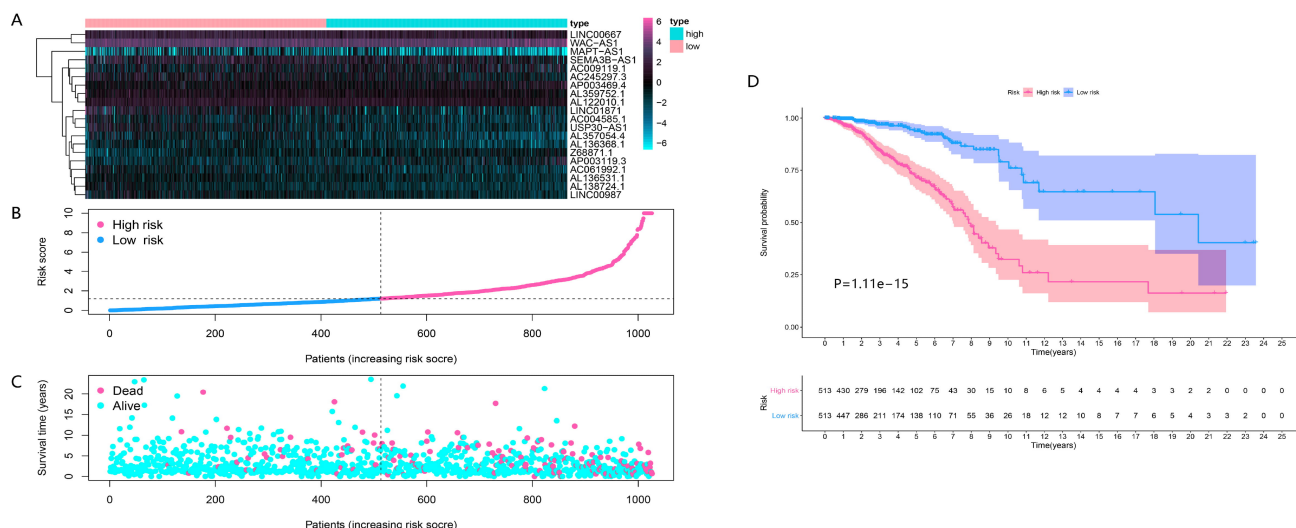 A
type
6
type
LINC00667
high
WAC−AS1
4
low
MAPT−AS1
SEMA3B−AS1
2
AC009119.1
AC245297.3
0
AP003469.4
AL359752.1
−2
AL122010.1
LINC01871
−4
AC004585.1
USP30−AS1
AL357054.4
−6
AL136368.1
Z68871.1
AP003119.3
AC061992.1
AL136531.1
AL138724.1
LINC00987
B
High risk
Low risk
Risk score
10
8
6
4
2
0
0 200 400 600 800 1000
Patients (increasing risk socre)
C
Dead
Alive
Survival time (years)
20
15
10
5
0
0 200 400 600 800 1000
Patients (increasing risk socre)
D
Risk High risk Low risk
Survival probability
1.00
0.75
0.50
0.25
0.00
P=1.11e−15
0 1 2 3 4 5 6 7 8 9 10 11 12 13 14 15 16 17 18 19 20 21 22 23 24 25
Time(years)
Risk
High risk 513 430 279 196 142 102 75 43 30 15 10 8 6 5 4 4 4 4 3 3 2 2 0 0 0 0
Low risk 513 447 286 211 174 138 110 71 55 36 26 18 12 12 10 8 7 7 6 5 4 3 3 2 0 0
0 1 2 3 4 5 6 7 8 9 10 11 12 13 14 15 16 17 18 19 20 21 22 23 24 25
Time(years)